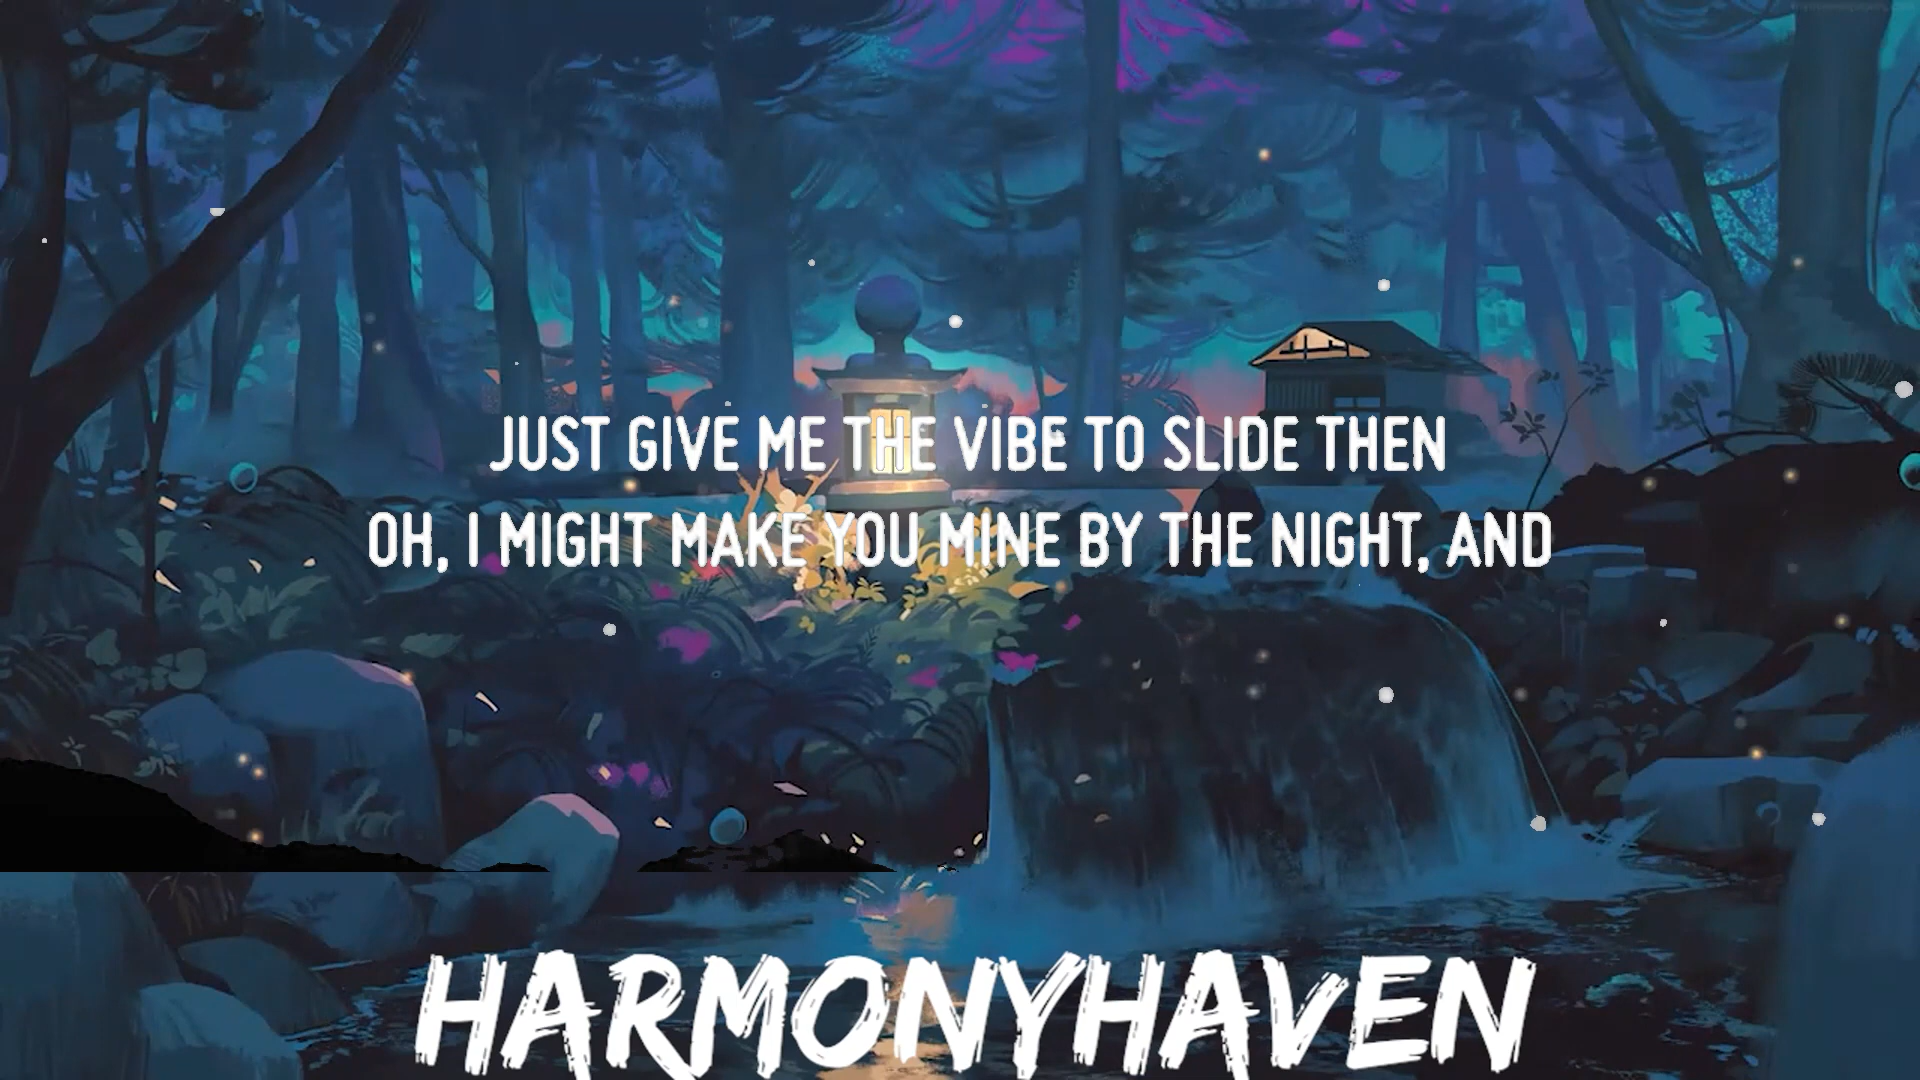 JUST GIVE ME THE VIBE TO SLIDE THEN
OH, I MIGHT MAKE YOU MINE BY THE NIGHT, AND
HARMONYHAVEN